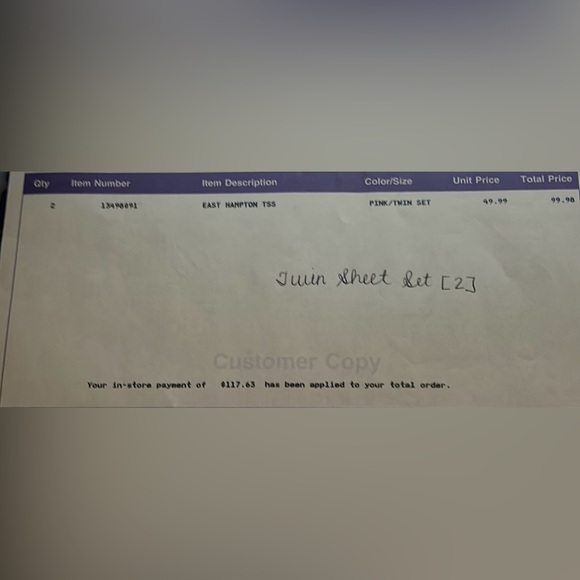 Qty Item Number Item Description Color/Size Unit Price Total Price
2 EAST HAMPTON TSS PINK/TWIN SET 49.99 99.98
Twin Sheet Set [2]
Customer Copy
Your in-store payment of $117.63 has been applied to your total order.